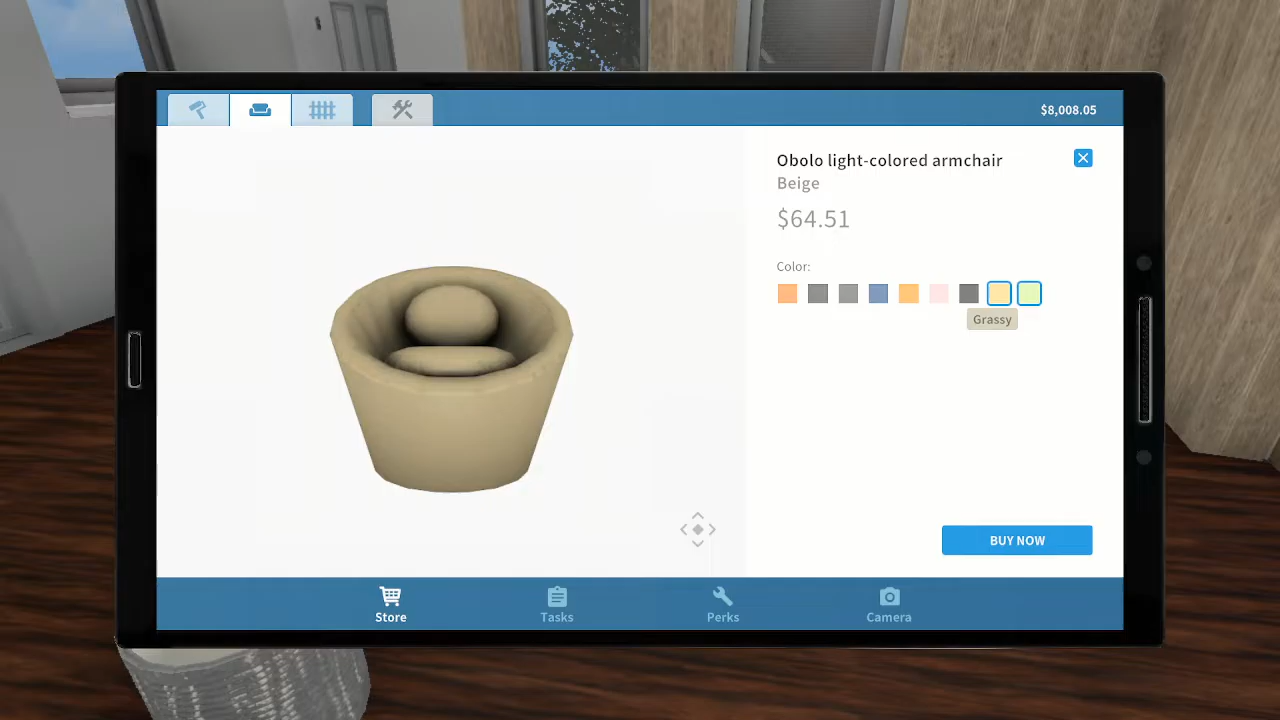 $8,008.05
Obolo light-colored armchair
Beige
$64.51
Color:
Grassy
BUY NOW
Store
Tasks
Perks
Camera